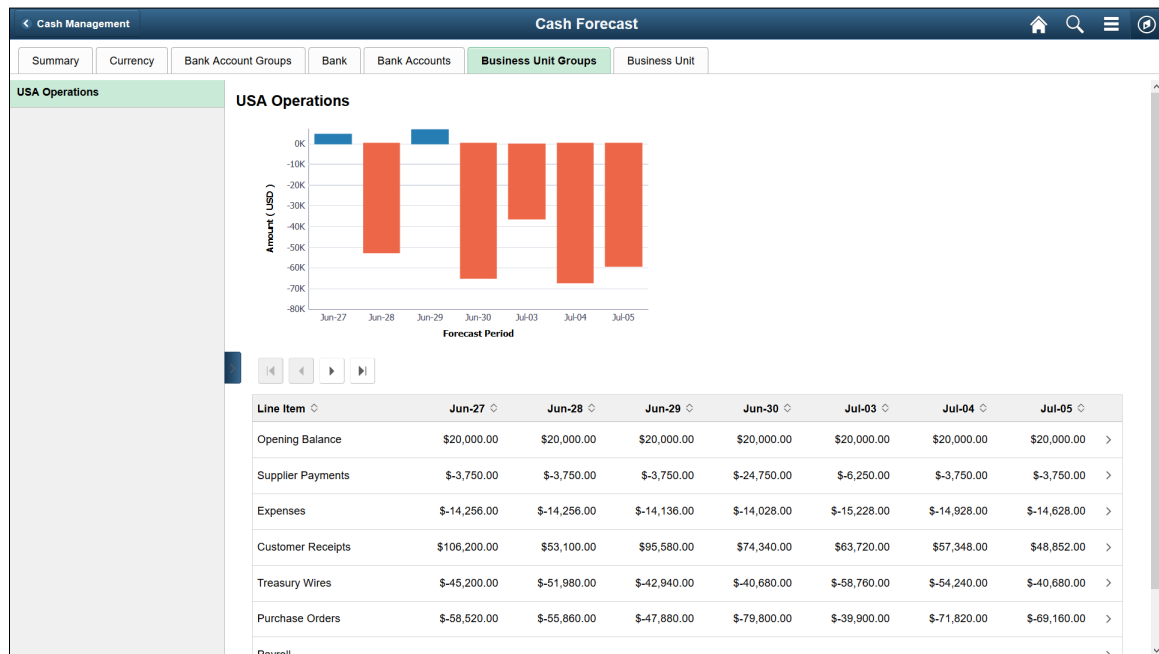 Cash Management
Cash Forecast
Summary Currency Bank Account Groups Bank Bank Accounts Business Unit Groups Business Unit
USA Operations
USA Operations
Amount ( USD )
0K
-10K
-20K
-30K
-40K
-50K
-60K
-70K
-80K
Jun-27 Jun-28 Jun-29 Jun-30 Jul-03 Jul-04 Jul-05
Forecast Period
Line Item Jun-27 Jun-28 Jun-29 Jun-30 Jul-03 Jul-04 Jul-05
Opening Balance $20,000.00 $20,000.00 $20,000.00 $20,000.00 $20,000.00 $20,000.00 $20,000.00
Supplier Payments $-3,750.00 $-3,750.00 $-3,750.00 $-24,750.00 $-6,250.00 $-3,750.00 $-3,750.00
Expenses $-14,256.00 $-14,256.00 $-14,136.00 $-14,028.00 $-15,228.00 $-14,928.00 $-14,628.00
Customer Receipts $106,200.00 $53,100.00 $95,580.00 $74,340.00 $63,720.00 $57,348.00 $48,852.00
Treasury Wires $-45,200.00 $-51,980.00 $-42,940.00 $-40,680.00 $-58,760.00 $-54,240.00 $-40,680.00
Purchase Orders $-58,520.00 $-55,860.00 $-47,880.00 $-79,800.00 $-39,900.00 $-71,820.00 $-69,160.00
Payroll